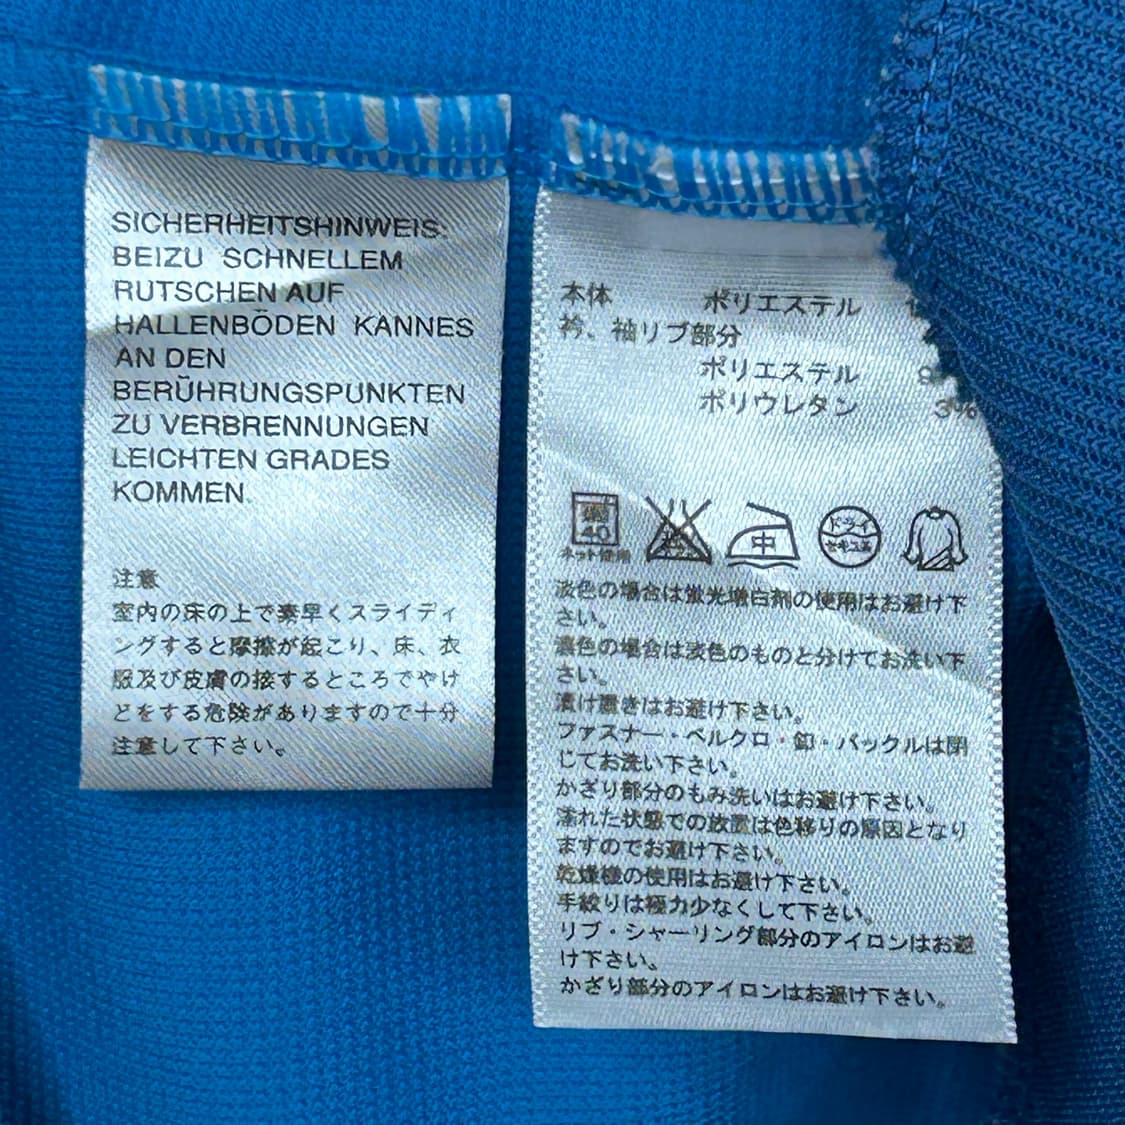 SICHERHEITSHINWEIS:
BEIZU SCHNELLEM
RUTSCHEN AUF
HALLENBÖDEN KANNES
AN DEN
BERÜHRUNGSPUNKTEN
ZU VERBRENNUNGEN
LEICHTEN GRADES
KOMMEN.
注意
室内の床の上で素早くスライディ
ングすると摩擦が起こり、床、衣
服及び皮膚の接するところでやけ
どをする危険がありますので十分
注意して下さい。
本体 ポリエステル
衿、袖リブ部分
ポリエステル
ポリウレタン 3%
40 中 ドライ
ネット使用 セキユ系
淡色の場合は蛍光増白剤の使用はお避け下
さい。
濃色の場合は淡色のものと分けてお洗い下
さい。
漬け置きはお避け下さい。
ファスナー・ベルクロ・釦・バックルは閉
じてお洗い下さい。
かざり部分のもみ洗いはお避け下さい。
濡れた状態での放置は色移りの原因となり
ますのでお避け下さい。
乾燥機の使用はお避け下さい。
手絞りは極力少なくして下さい。
リブ・シャーリング部分のアイロンはお避
け下さい。
かざり部分のアイロンはお避け下さい。